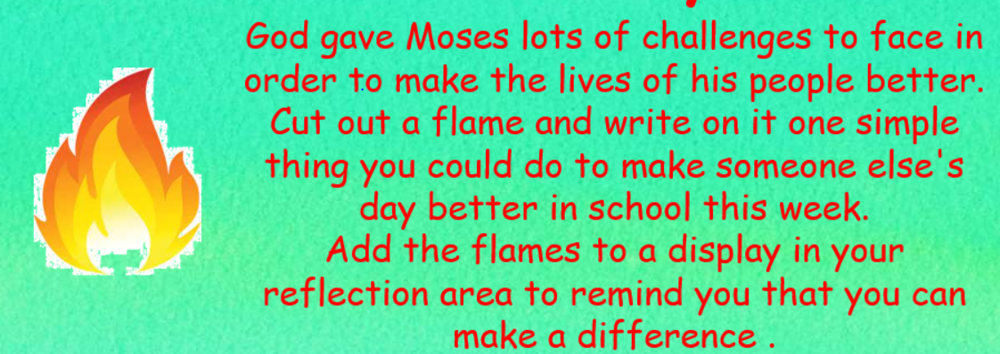 God gave Moses lots of challenges to face in
order to make the lives of his people better.
Cut out a flame and write on it one simple
thing you could do to make someone else's
day better in school this week.
Add the flames to a display in your
reflection area to remind you that you can
make a difference .